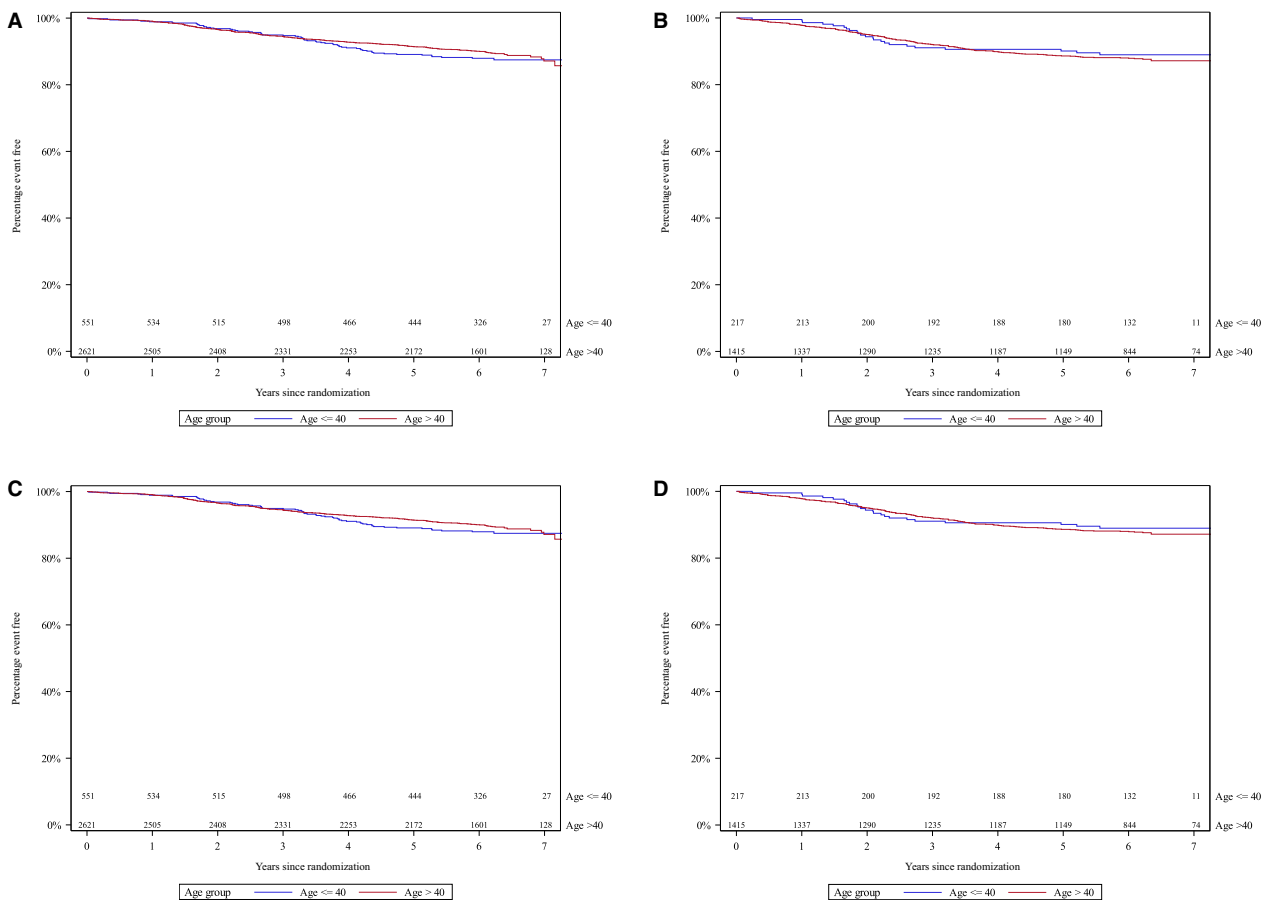 A
100%
80%
60%
40%
20%
0%
Percentage event free
551 534 515 498 466 444 326 27 Age <= 40
2621 2505 2408 2331 2253 2172 1601 128 Age >40
0 1 2 3 4 5 6 7
Years since randomization
Age group Age <= 40 Age > 40
B
100%
80%
60%
40%
20%
0%
Percentage event free
217 213 200 192 188 180 132 11 Age <= 40
1415 1337 1290 1235 1187 1149 844 74 Age >40
0 1 2 3 4 5 6 7
Years since randomization
Age group Age <= 40 Age > 40
C
100%
80%
60%
40%
20%
0%
Percentage event free
551 534 515 498 466 444 326 27 Age <= 40
2621 2505 2408 2331 2253 2172 1601 128 Age >40
0 1 2 3 4 5 6 7
Years since randomization
Age group Age <= 40 Age > 40
D
100%
80%
60%
40%
20%
0%
Percentage event free
217 213 200 192 188 180 132 11 Age <= 40
1415 1337 1290 1235 1187 1149 844 74 Age >40
0 1 2 3 4 5 6 7
Years since randomization
Age group Age <= 40 Age > 40